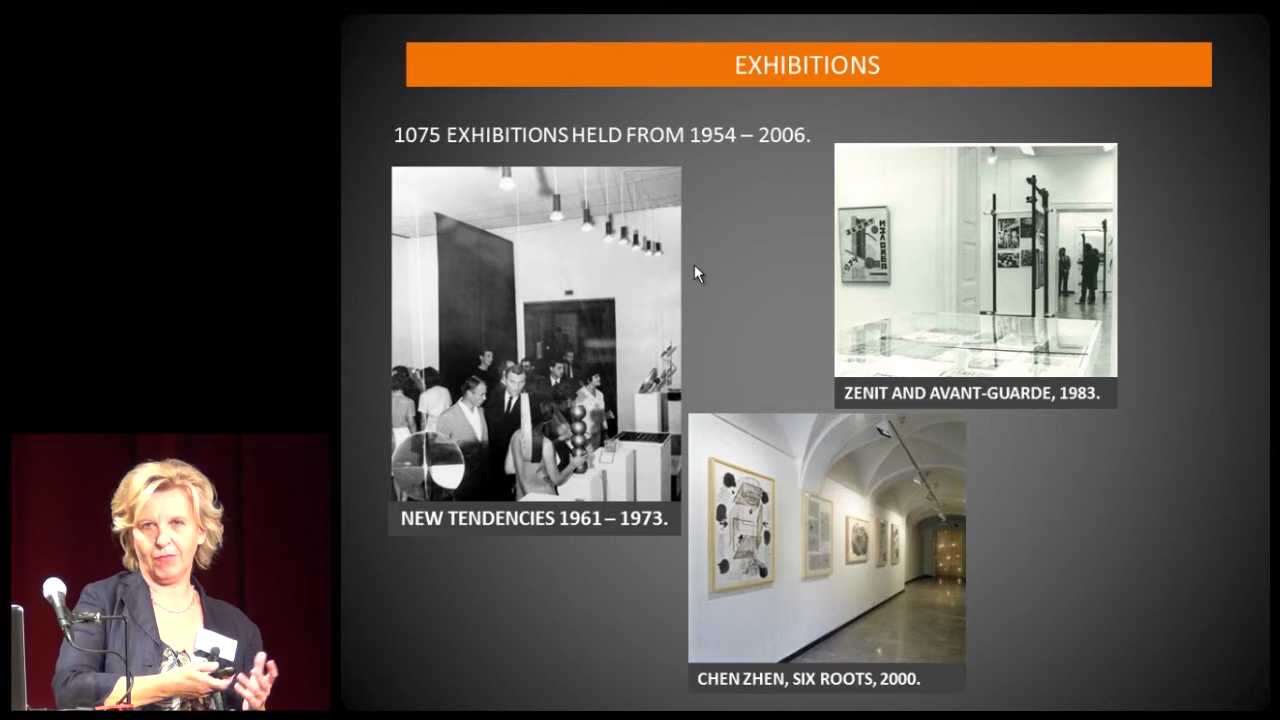 EXHIBITIONS
1075 EXHIBITIONS HELD FROM 1954 – 2006.
ZENIT AND AVANT-GUARDE, 1983.
NEW TENDENCIES 1961 – 1973.
CHEN ZHEN, SIX ROOTS, 2000.